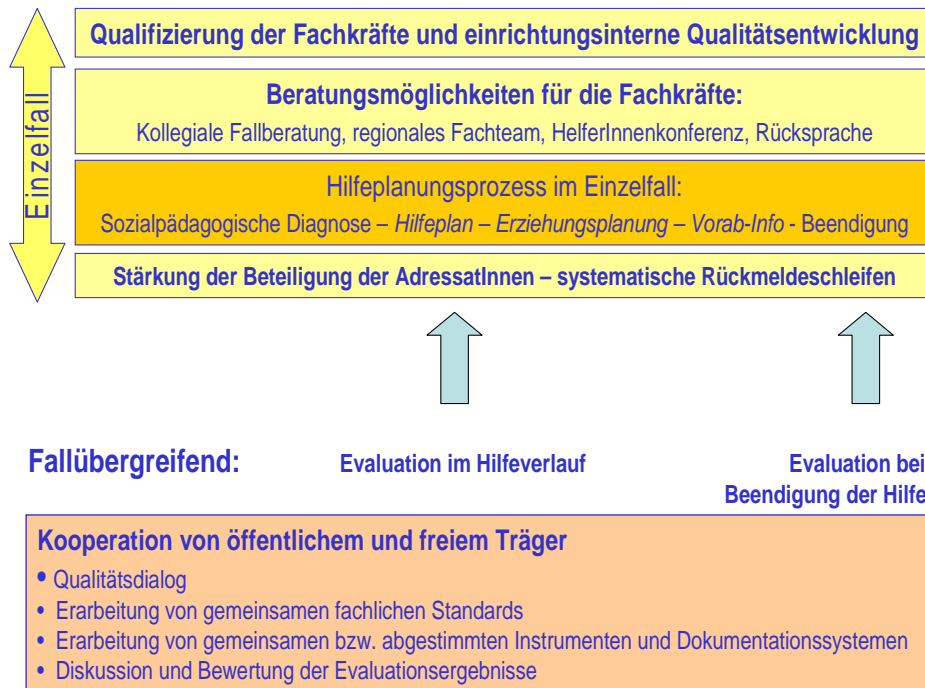 Einzelfall
Qualifizierung der Fachkräfte und einrichtungsinterne Qualitätsentwicklung
Beratungsmöglichkeiten für die Fachkräfte:
Kollegiale Fallberatung, regionales Fachteam, HelferInnenkonferenz, Rücksprache
Hilfeplanungsprozess im Einzelfall:
Sozialpädagogische Diagnose – Hilfeplan – Erziehungsplanung – Vorab-Info - Beendigung
Stärkung der Beteiligung der AdressatInnen – systematische Rückmeldeschleifen
Fallübergreifend:
Evaluation im Hilfeverlauf
Evaluation bei
Beendigung der Hilfe
Kooperation von öffentlichem und freiem Träger
• Qualitätsdialog
• Erarbeitung von gemeinsamen fachlichen Standards
• Erarbeitung von gemeinsamen bzw. abgestimmten Instrumenten und Dokumentationssystemen
• Diskussion und Bewertung der Evaluationsergebnisse